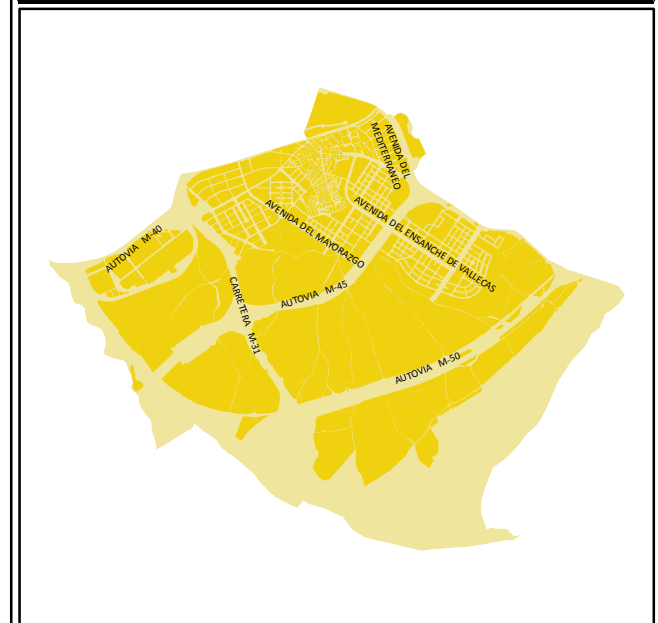 AVENIDA DEL
MEDITERRANEO
AVENIDA DEL MAYORAZGO
AVENIDA DEL ENSANCHE DE VALLECAS
AUTOVIA M-40
CARRETERA M-31
AUTOVIA M-45
AUTOVIA M-50